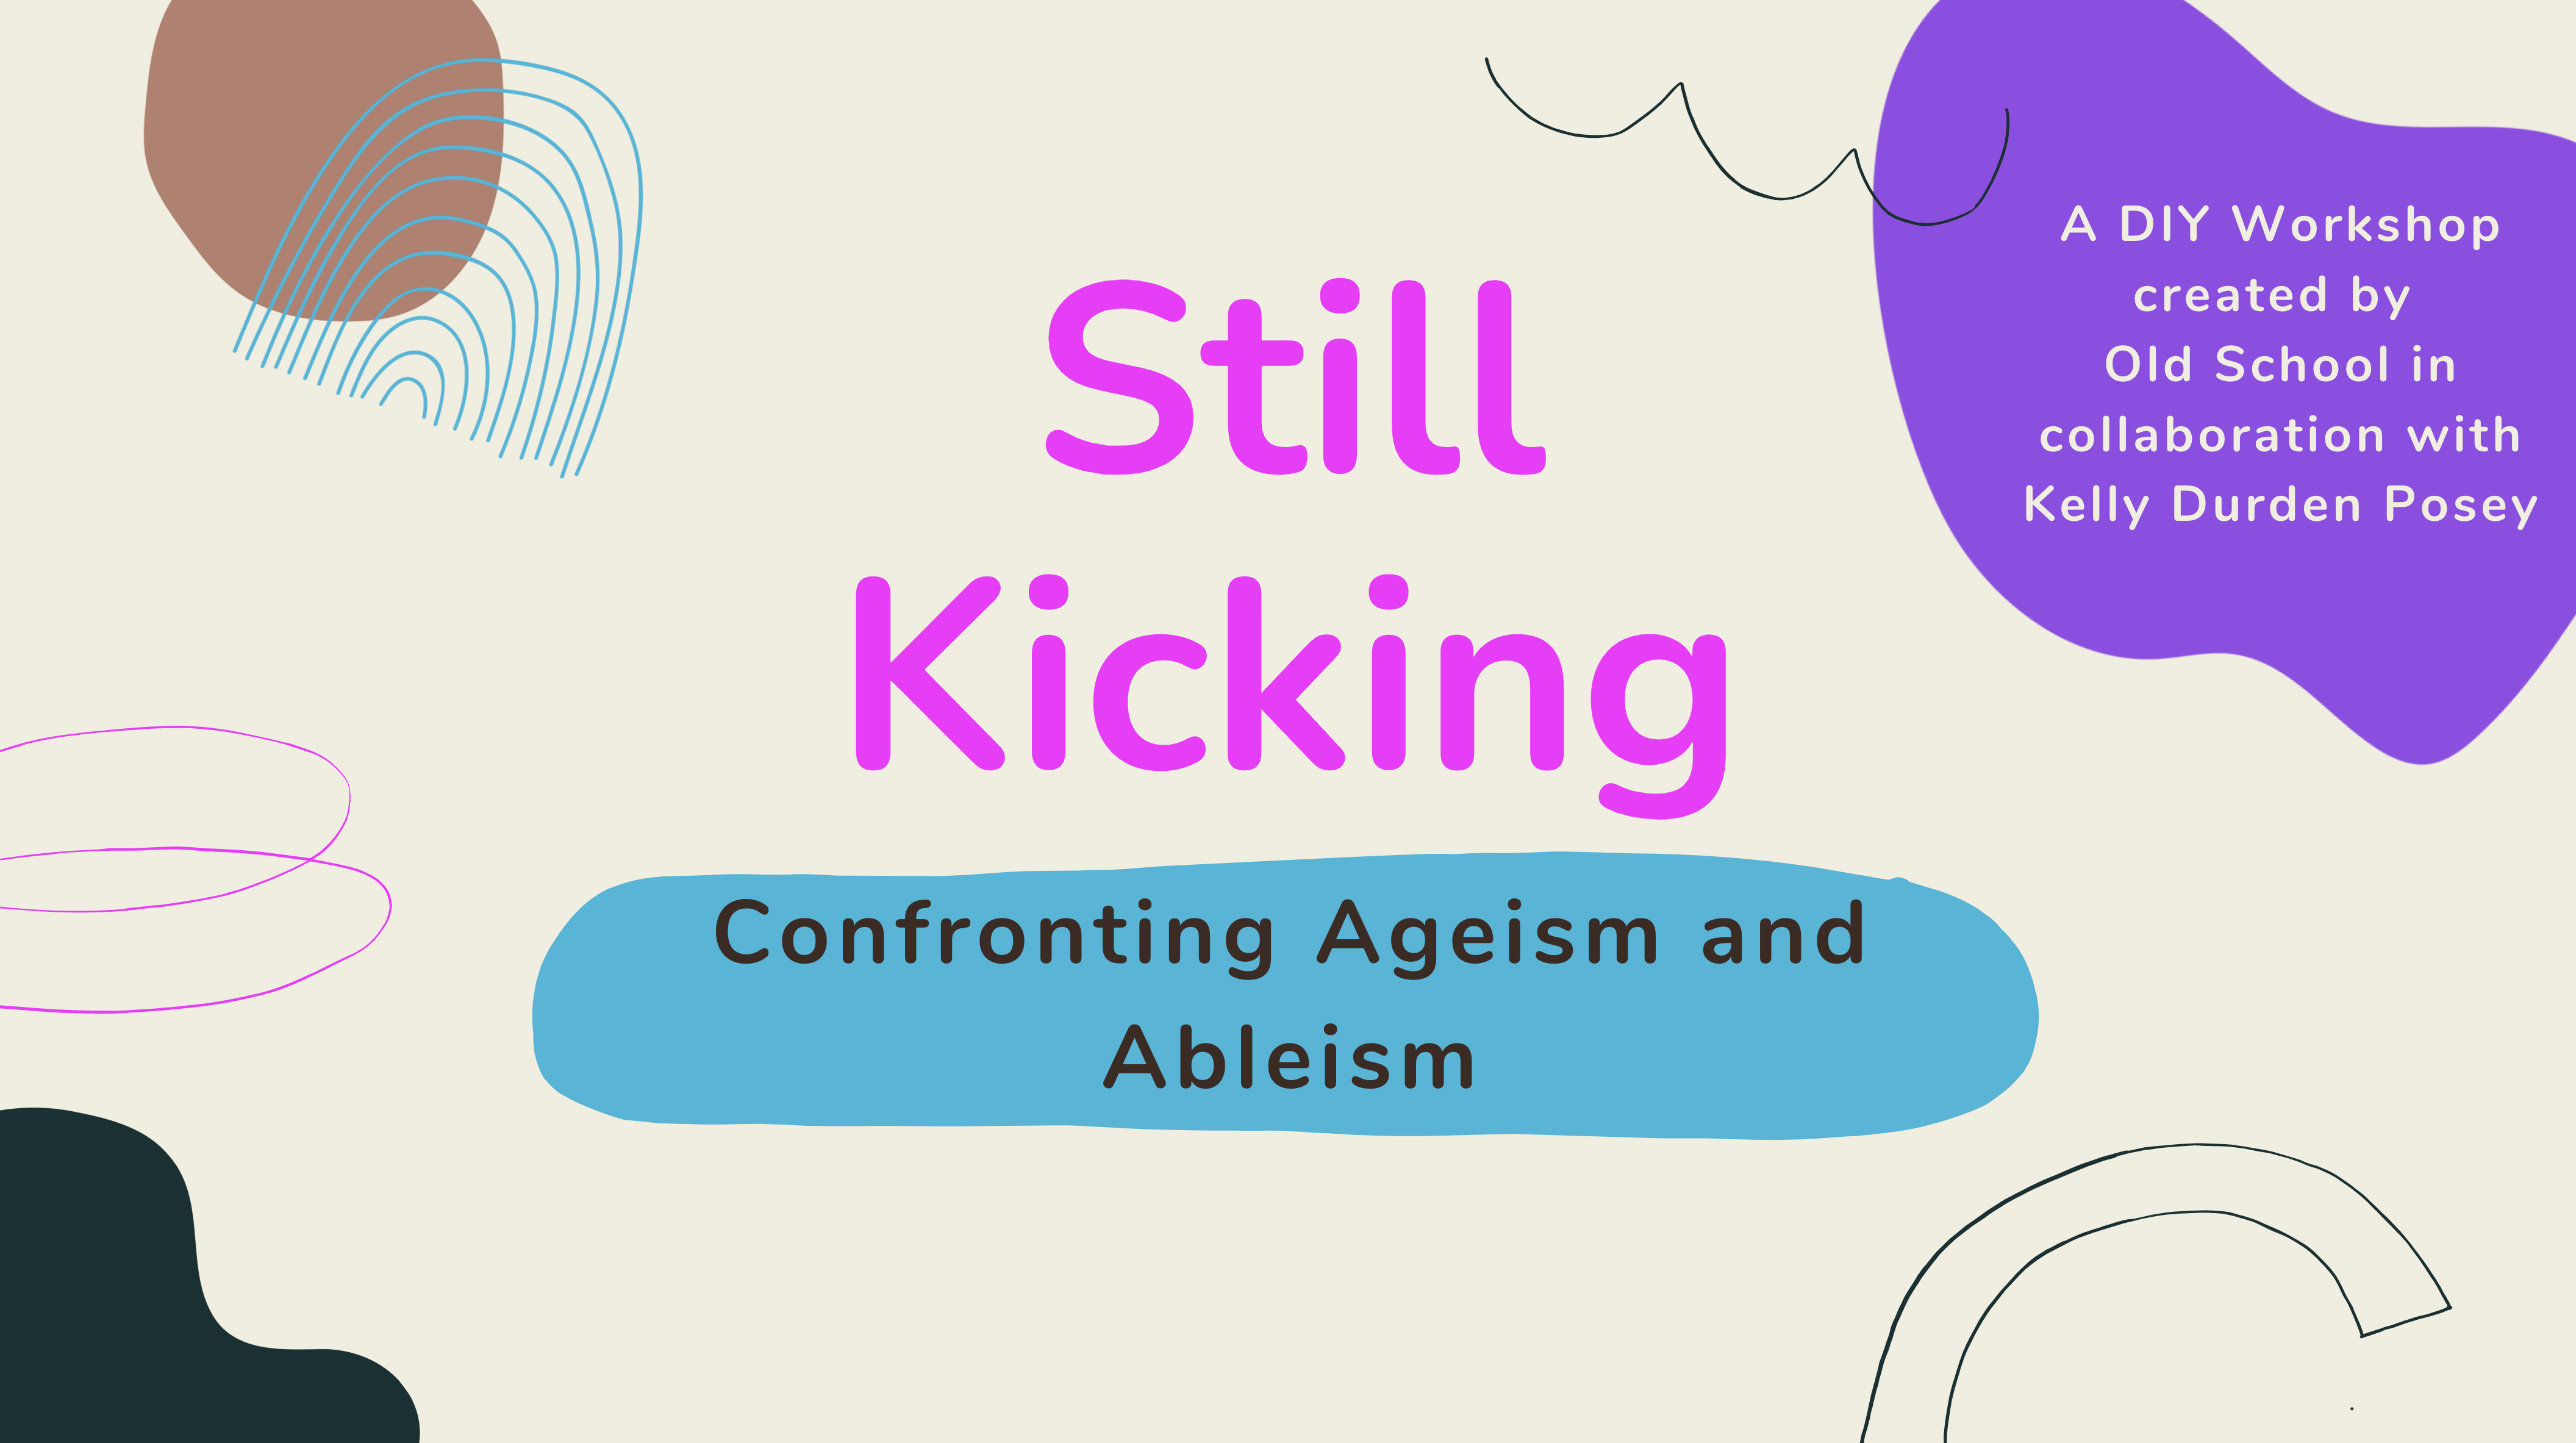 A DIY Workshop
created by
Old School in
collaboration with
Kelly Durden Posey
Still
Kicking
Confronting Ageism and
Ableism